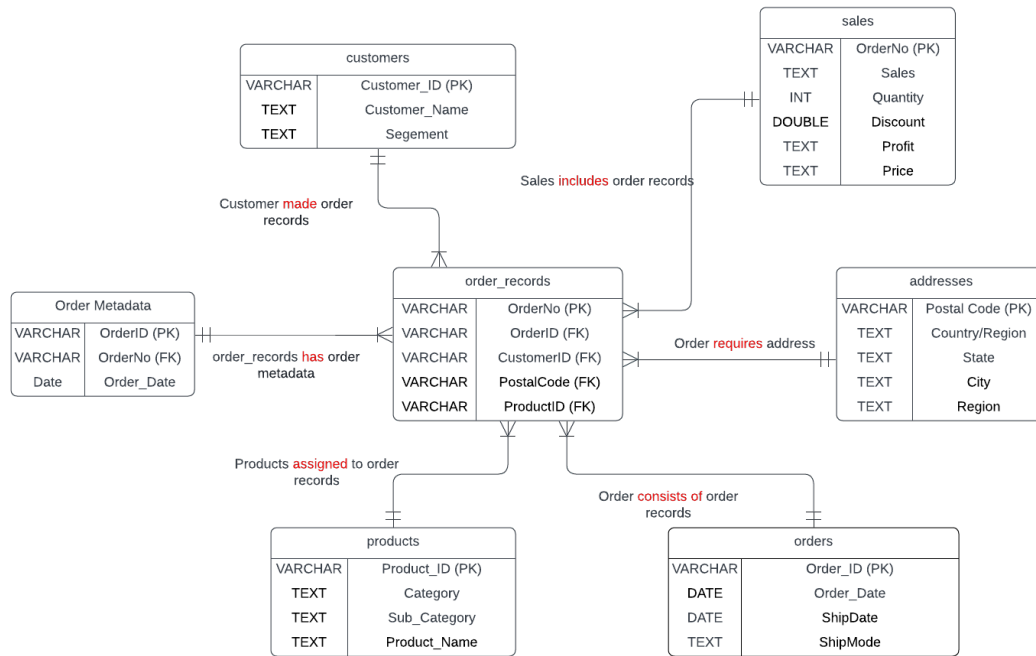 sales
VARCHAR OrderNo (PK)
TEXT Sales
INT Quantity
DOUBLE Discount
TEXT Profit
TEXT Price
customers
VARCHAR Customer_ID (PK)
TEXT Customer_Name
TEXT Segement
Sales includes order records
Customer made order
records
order_records
VARCHAR OrderNo (PK)
VARCHAR OrderID (FK)
VARCHAR CustomerID (FK)
VARCHAR PostalCode (FK)
VARCHAR ProductID (FK)
addresses
VARCHAR Postal Code (PK)
TEXT Country/Region
TEXT State
TEXT City
TEXT Region
Order Metadata
VARCHAR OrderID (PK)
VARCHAR OrderNo (FK)
Date Order_Date
order_records has order
metadata
Order requires address
Products assigned to order
records
Order consists of order
records
products
VARCHAR Product_ID (PK)
TEXT Category
TEXT Sub_Category
TEXT Product_Name
orders
VARCHAR Order_ID (PK)
DATE Order_Date
DATE ShipDate
TEXT ShipMode